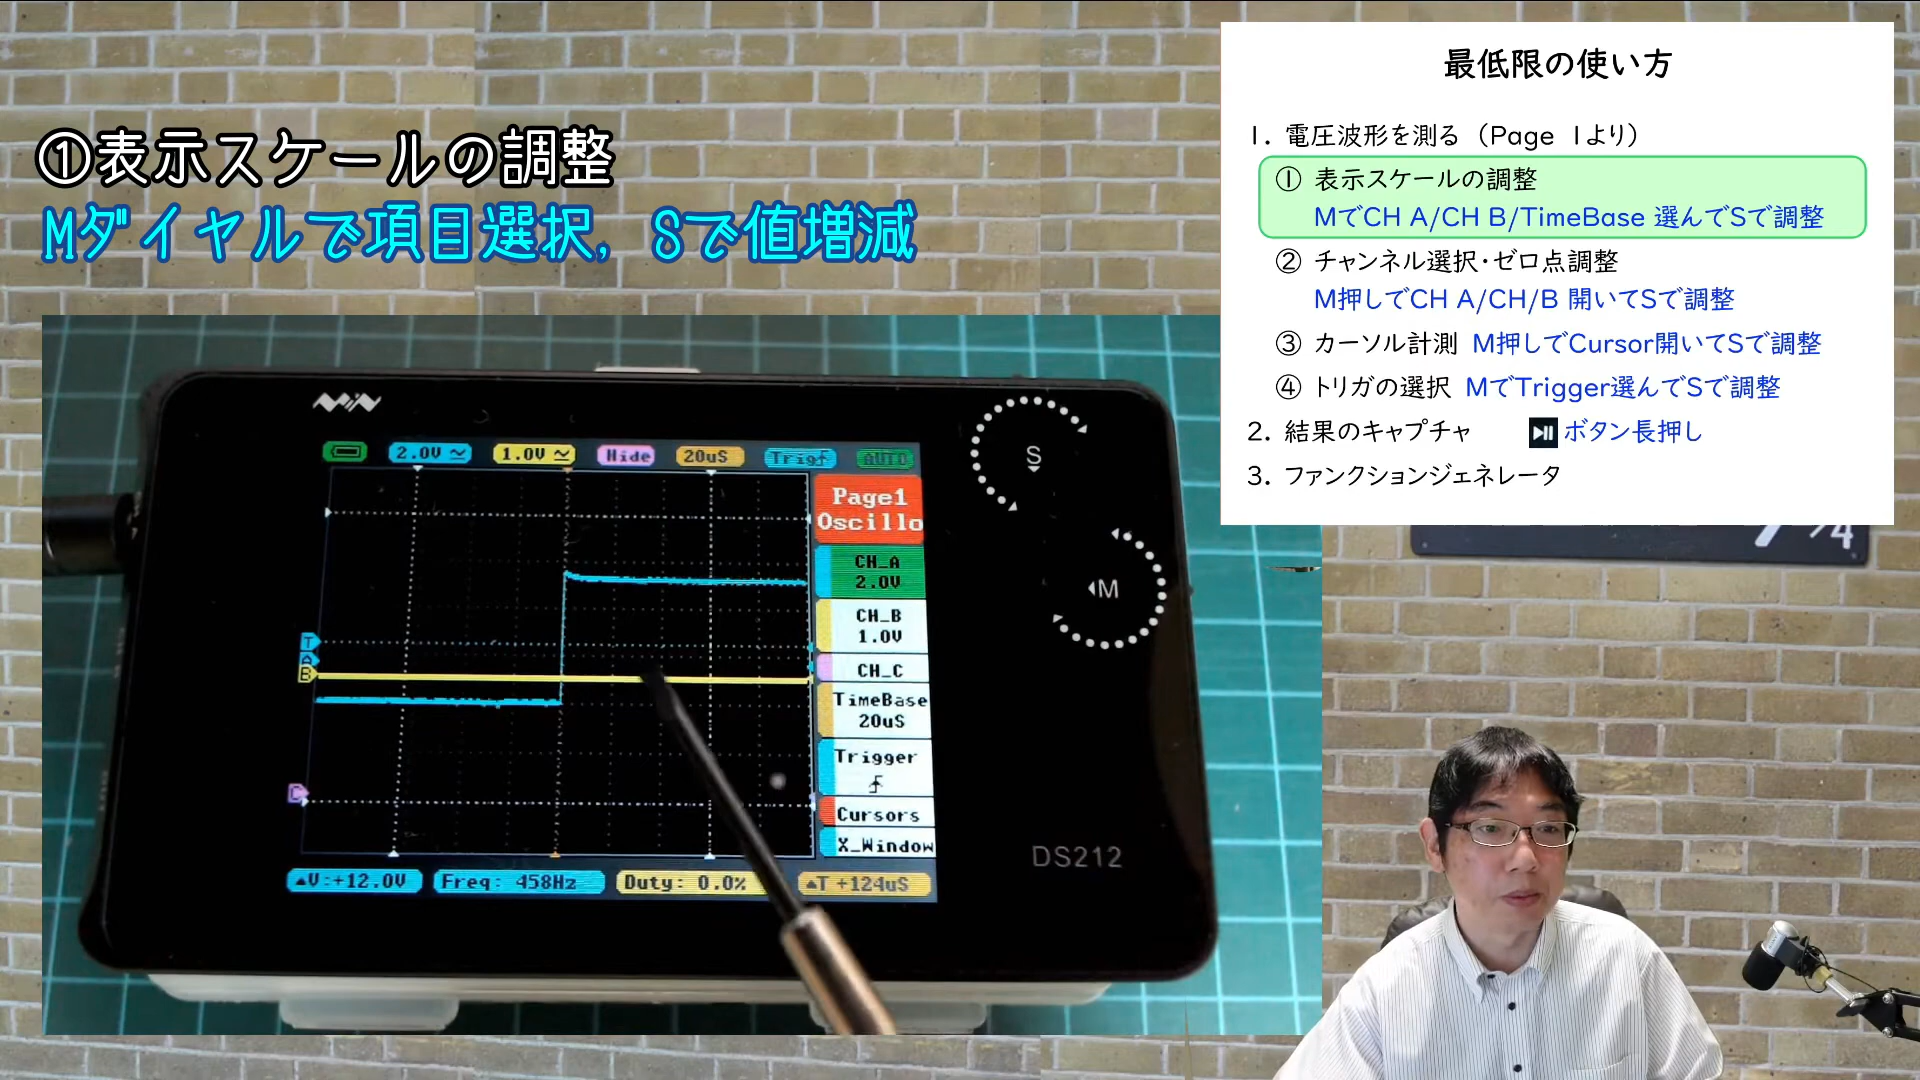 ①表示スケールの調整
Mダイヤルで項目選択, Sで値増減
最低限の使い方
1. 電圧波形を測る (Page 1より)
① 表示スケールの調整
MでCH A/CH B/TimeBase 選んでSで調整
② チャンネル選択・ゼロ点調整
M押しでCH A/CH/B 開いてSで調整
③ カーソル計測 M押しでCursor開いてSで調整
④ トリガの選択 MでTrigger選んでSで調整
2. 結果のキャプチャ ボタン長押し
3. ファンクションジェネレータ
2.0V 1.0V Hide 20uS Trig AUTO
Page1
Oscillo
CH_A
2.0V
CH_B
1.0V
CH_C
TimeBase
20uS
Trigger
Cursors
X_Window
T
A
B
C
▲V:+12.0V Freq: 458Hz Duty: 0.0% ▲T +124uS
S
M
DS212